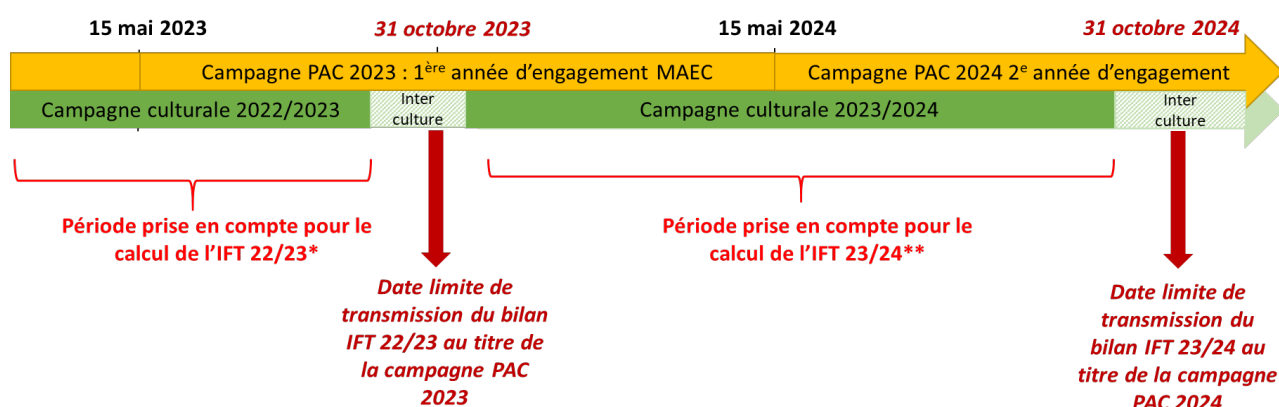 15 mai 2023
31 octobre 2023
15 mai 2024
31 octobre 2024
Campagne PAC 2023 : 1ère année d'engagement MAEC
Campagne PAC 2024 2e année d'engagement
Campagne culturale 2022/2023
Inter
culture
Campagne culturale 2023/2024
Inter
culture
Période prise en compte pour le
calcul de l'IFT 22/23*
Période prise en compte pour le
calcul de l'IFT 23/24**
Date limite de
transmission du bilan
IFT 22/23 au titre de
la campagne PAC
2023
Date limite de
transmission du
bilan IFT 23/24 au
titre de la campagne
PAC 2024